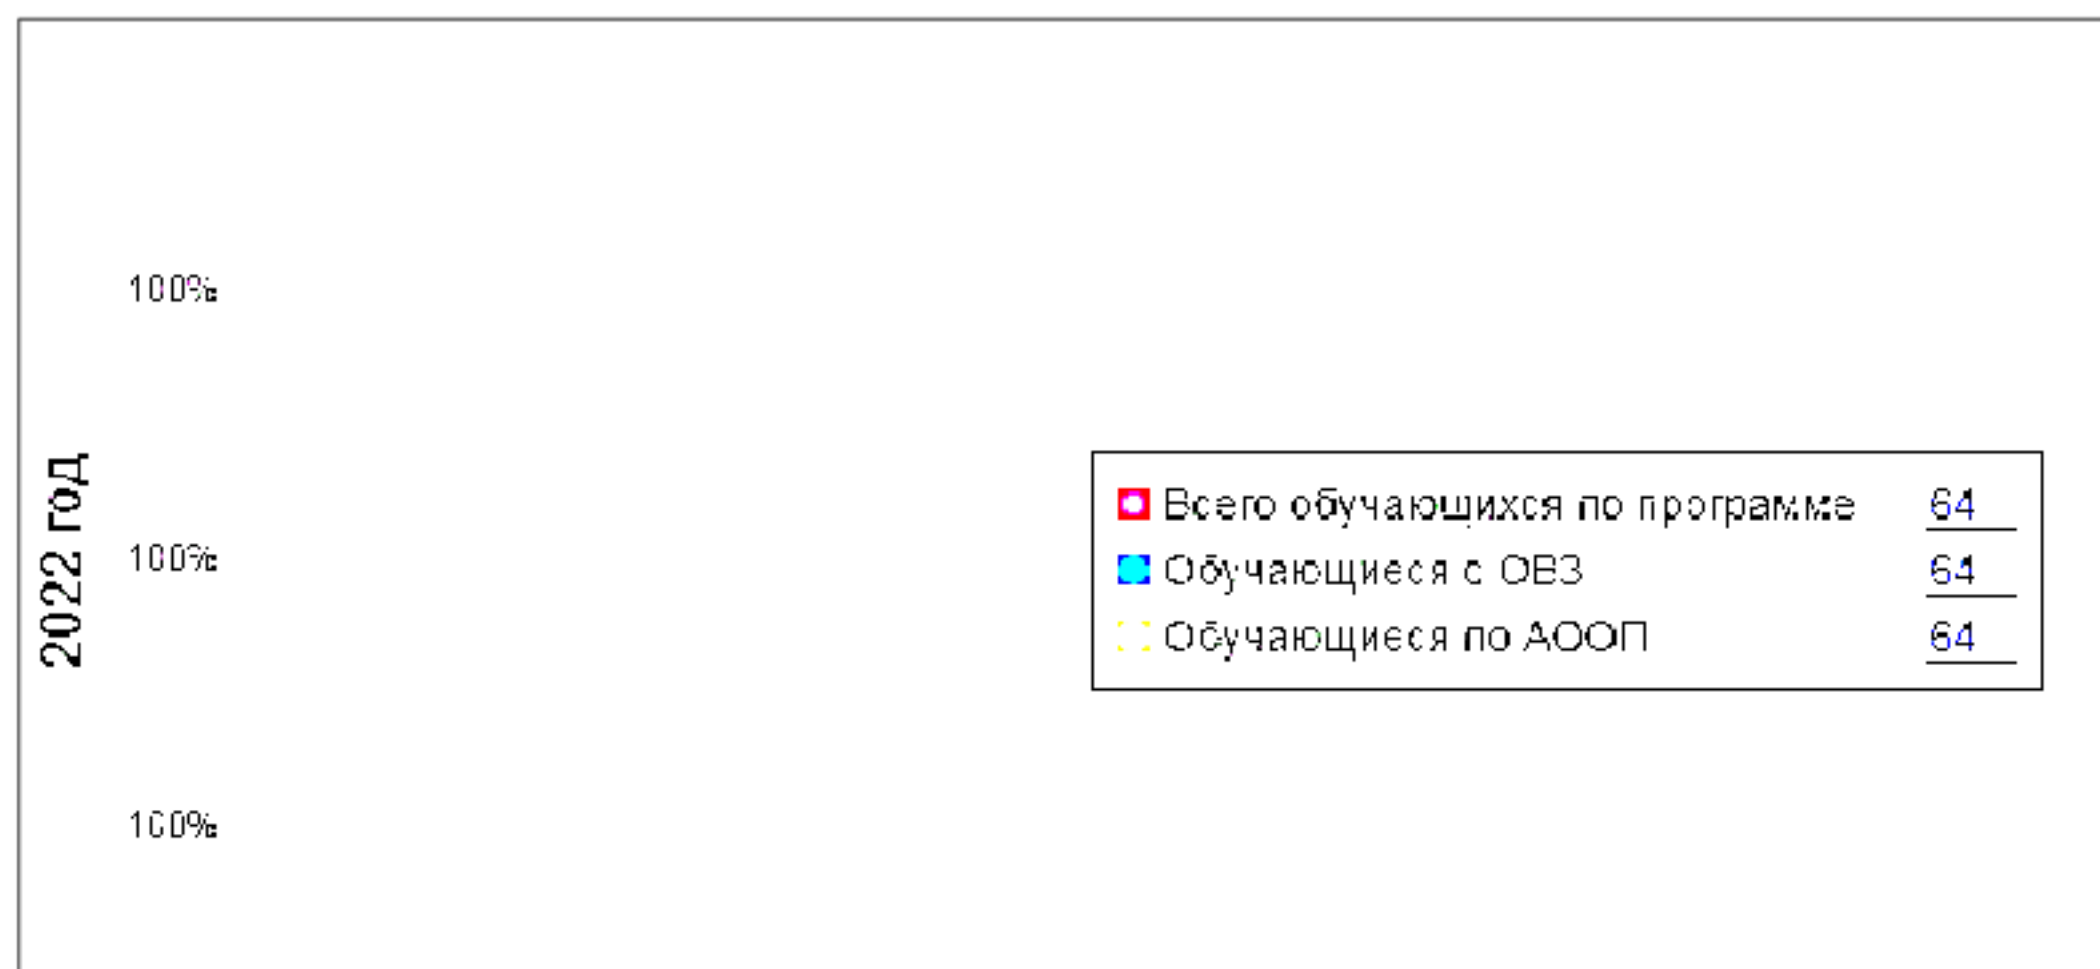 2022 год
100%
100%
100%
Всего обучающихся по программе 64
Обучающиеся с ОВЗ 64
Обучающиеся по АООП 64